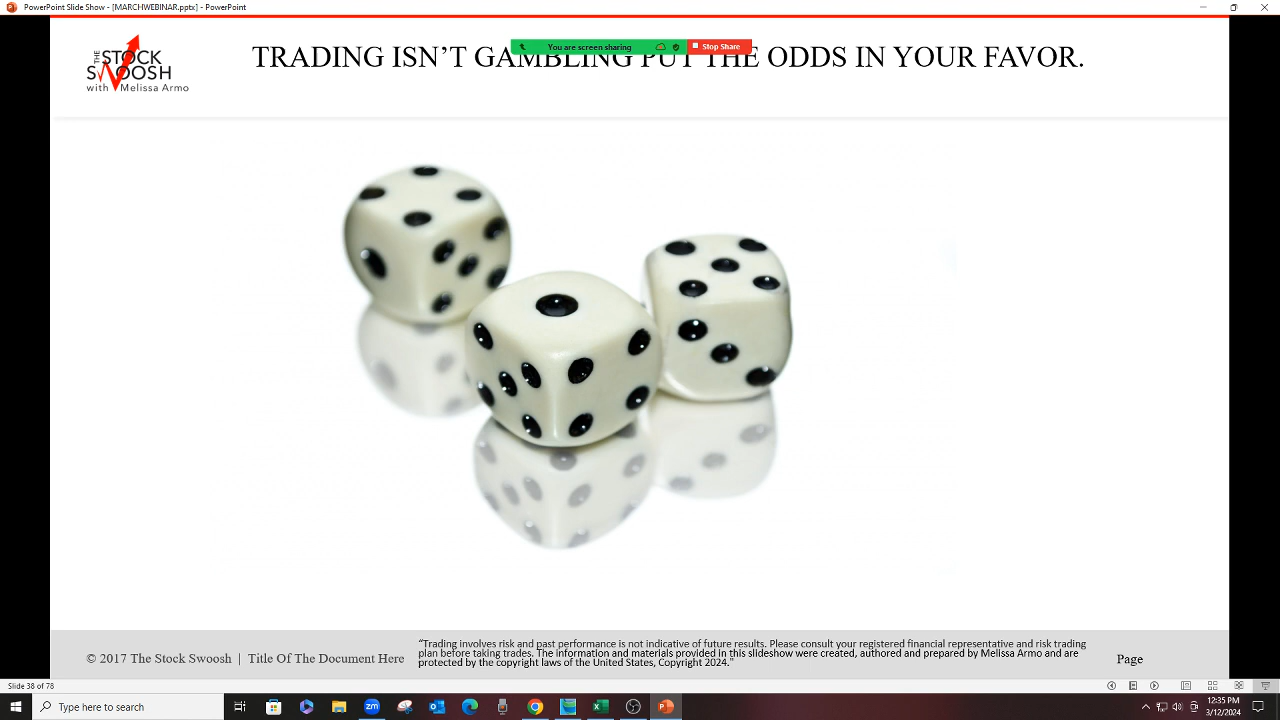 PowerPoint Slide Show - [MARCHWEBINAR.pptx] - PowerPoint
THE
STOCK
SWOOSH
with Melissa Armo
You are screen sharing
Stop Share
TRADING ISN’T GAMBLING PUT THE ODDS IN YOUR FAVOR.
© 2017 The Stock Swoosh | Title Of The Document Here
“Trading involves risk and past performance is not indicative of future results. Please consult your registered financial representative and risk trading
plan before taking trades. The information and materials provided in this slideshow were created, authored and prepared by Melissa Armo and are
protected by the copyright laws of the United States, Copyright 2024.”
Page
Slide 38 of 78
Type here to search
zm
12:35 PM
3/12/2024